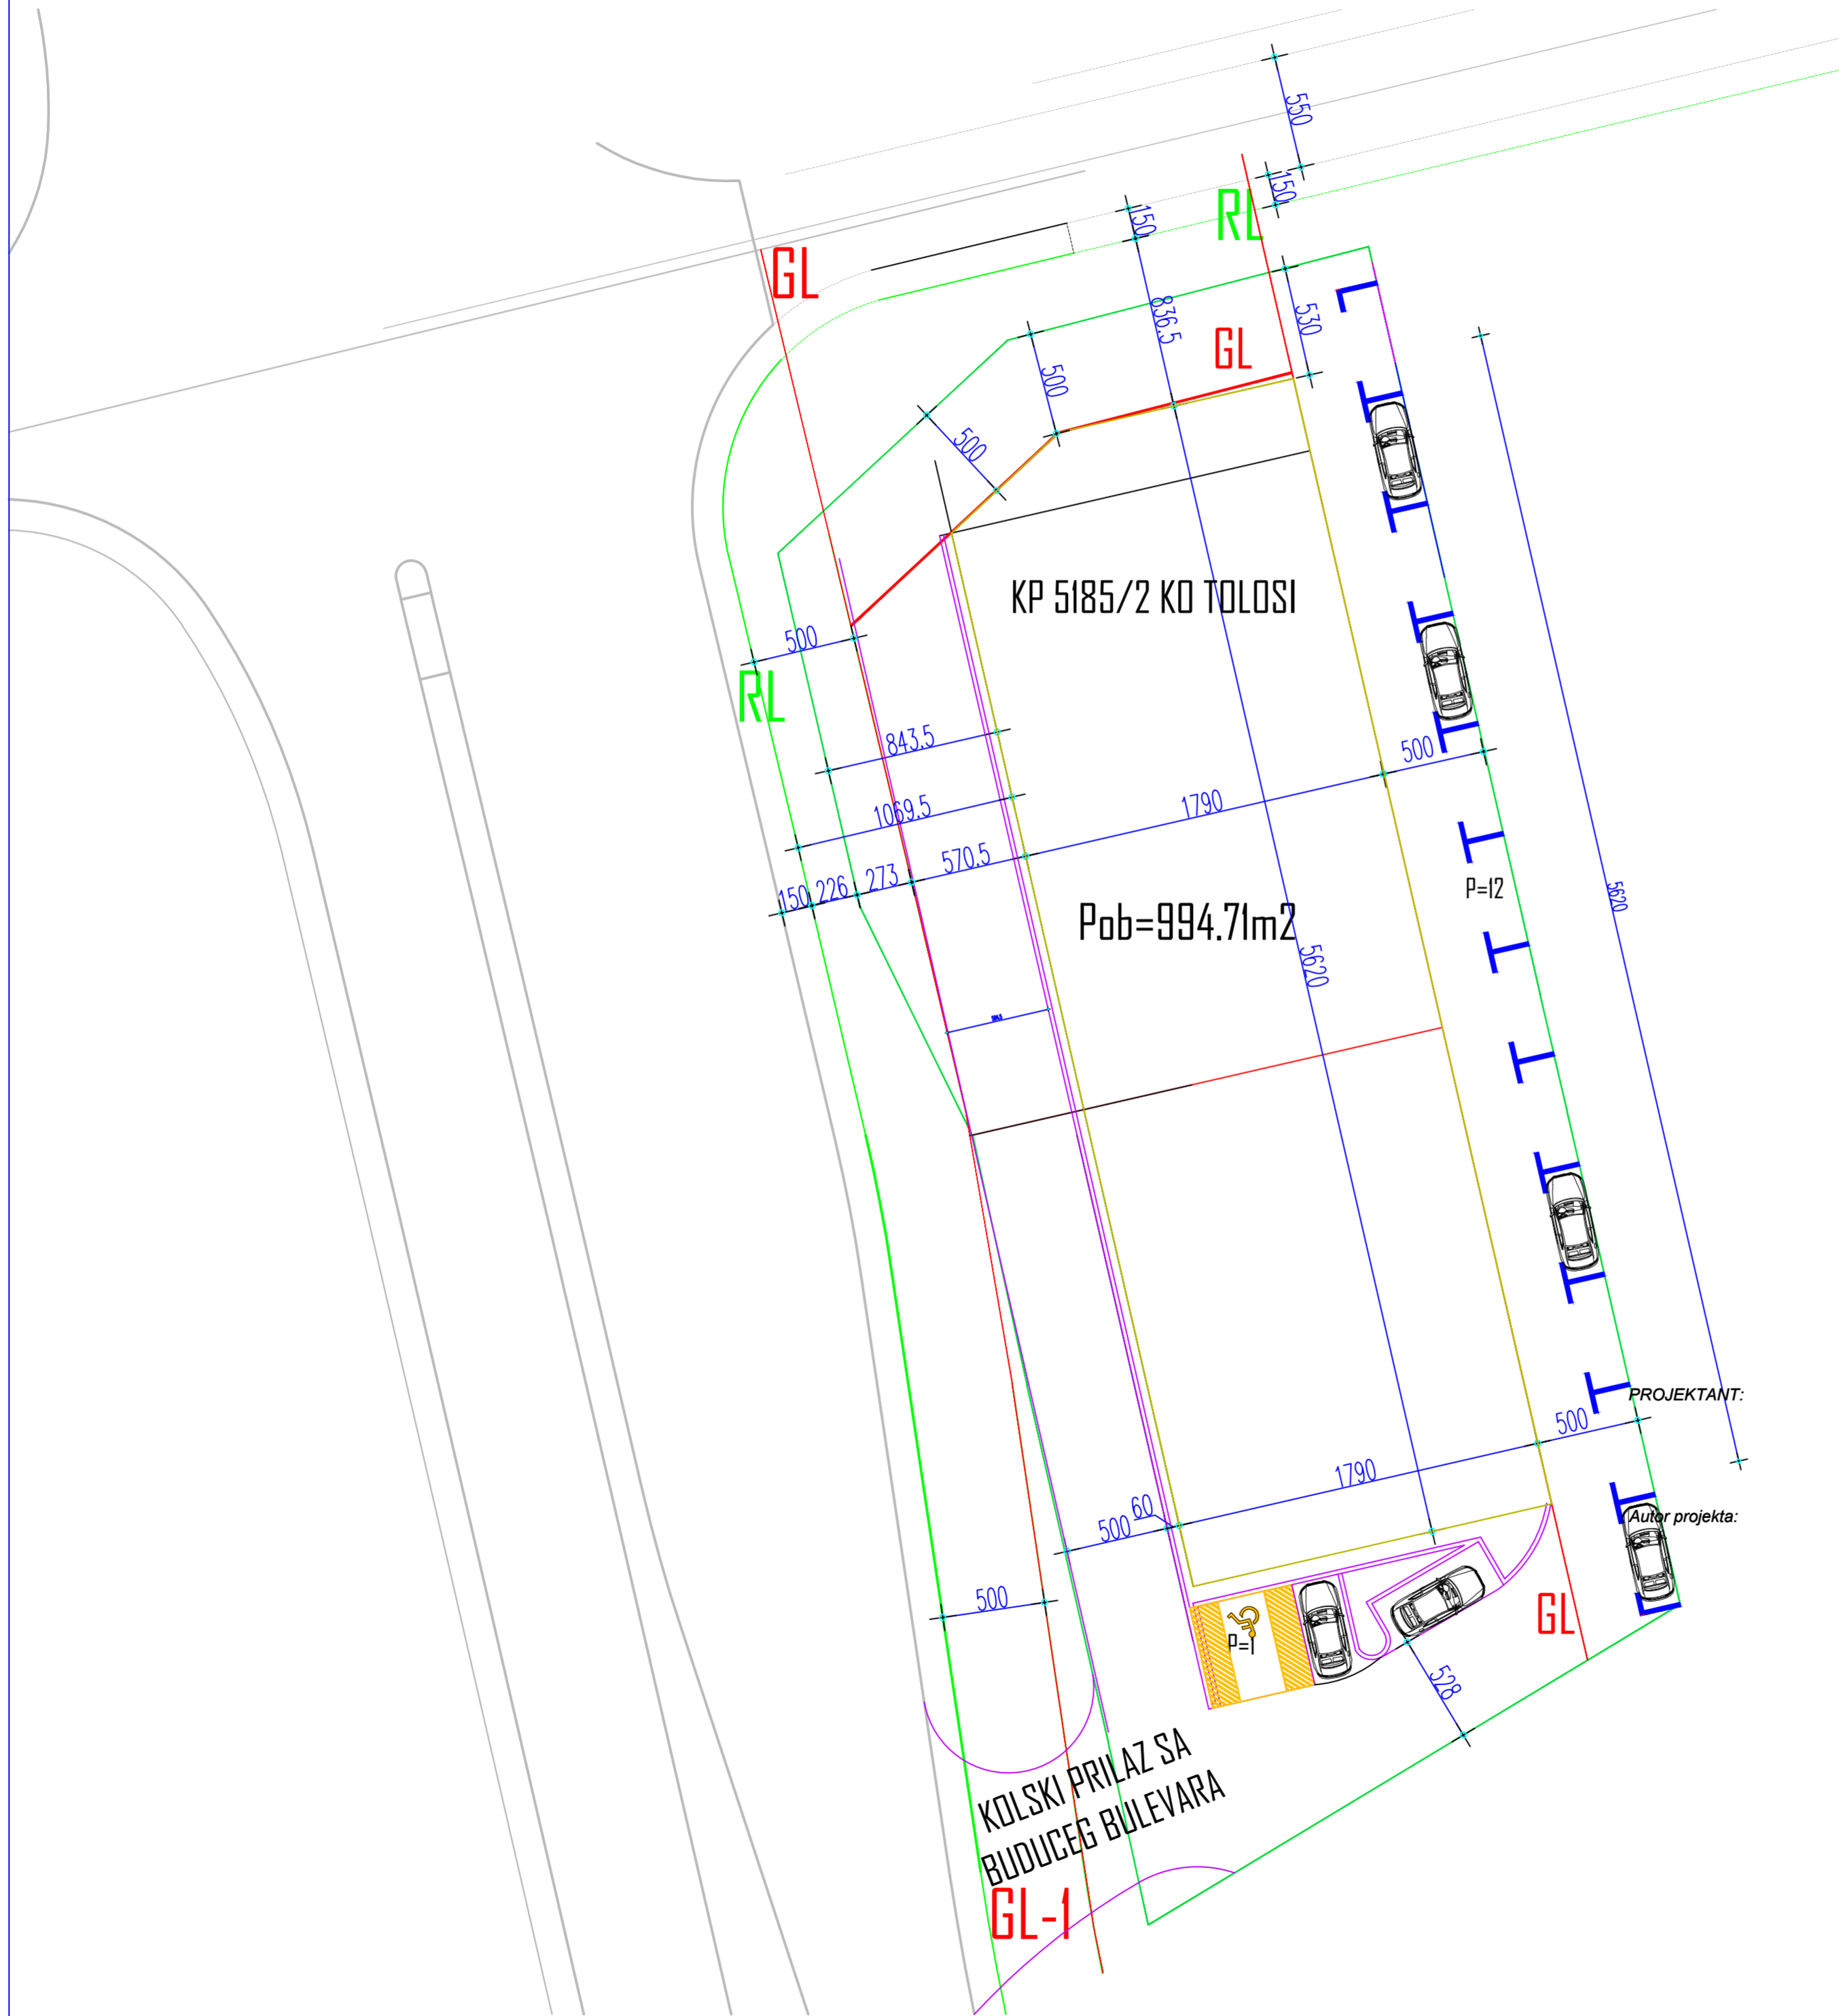 550
150
150
RL
GL
836.5
530
GL
500
500
KP 5185/2 KO TOLOSI
500
RL
843.5
500
1790
1069.5
570.5
273
226
150
P=12
5620
Pob=994.71m2
5620
PROJEKTANT:
500
1790
60
500
Autor projekta:
500
GL
P=1
528
KOLSKI PRILAZ SA
BUDUCEG BULEVARA
GL-1